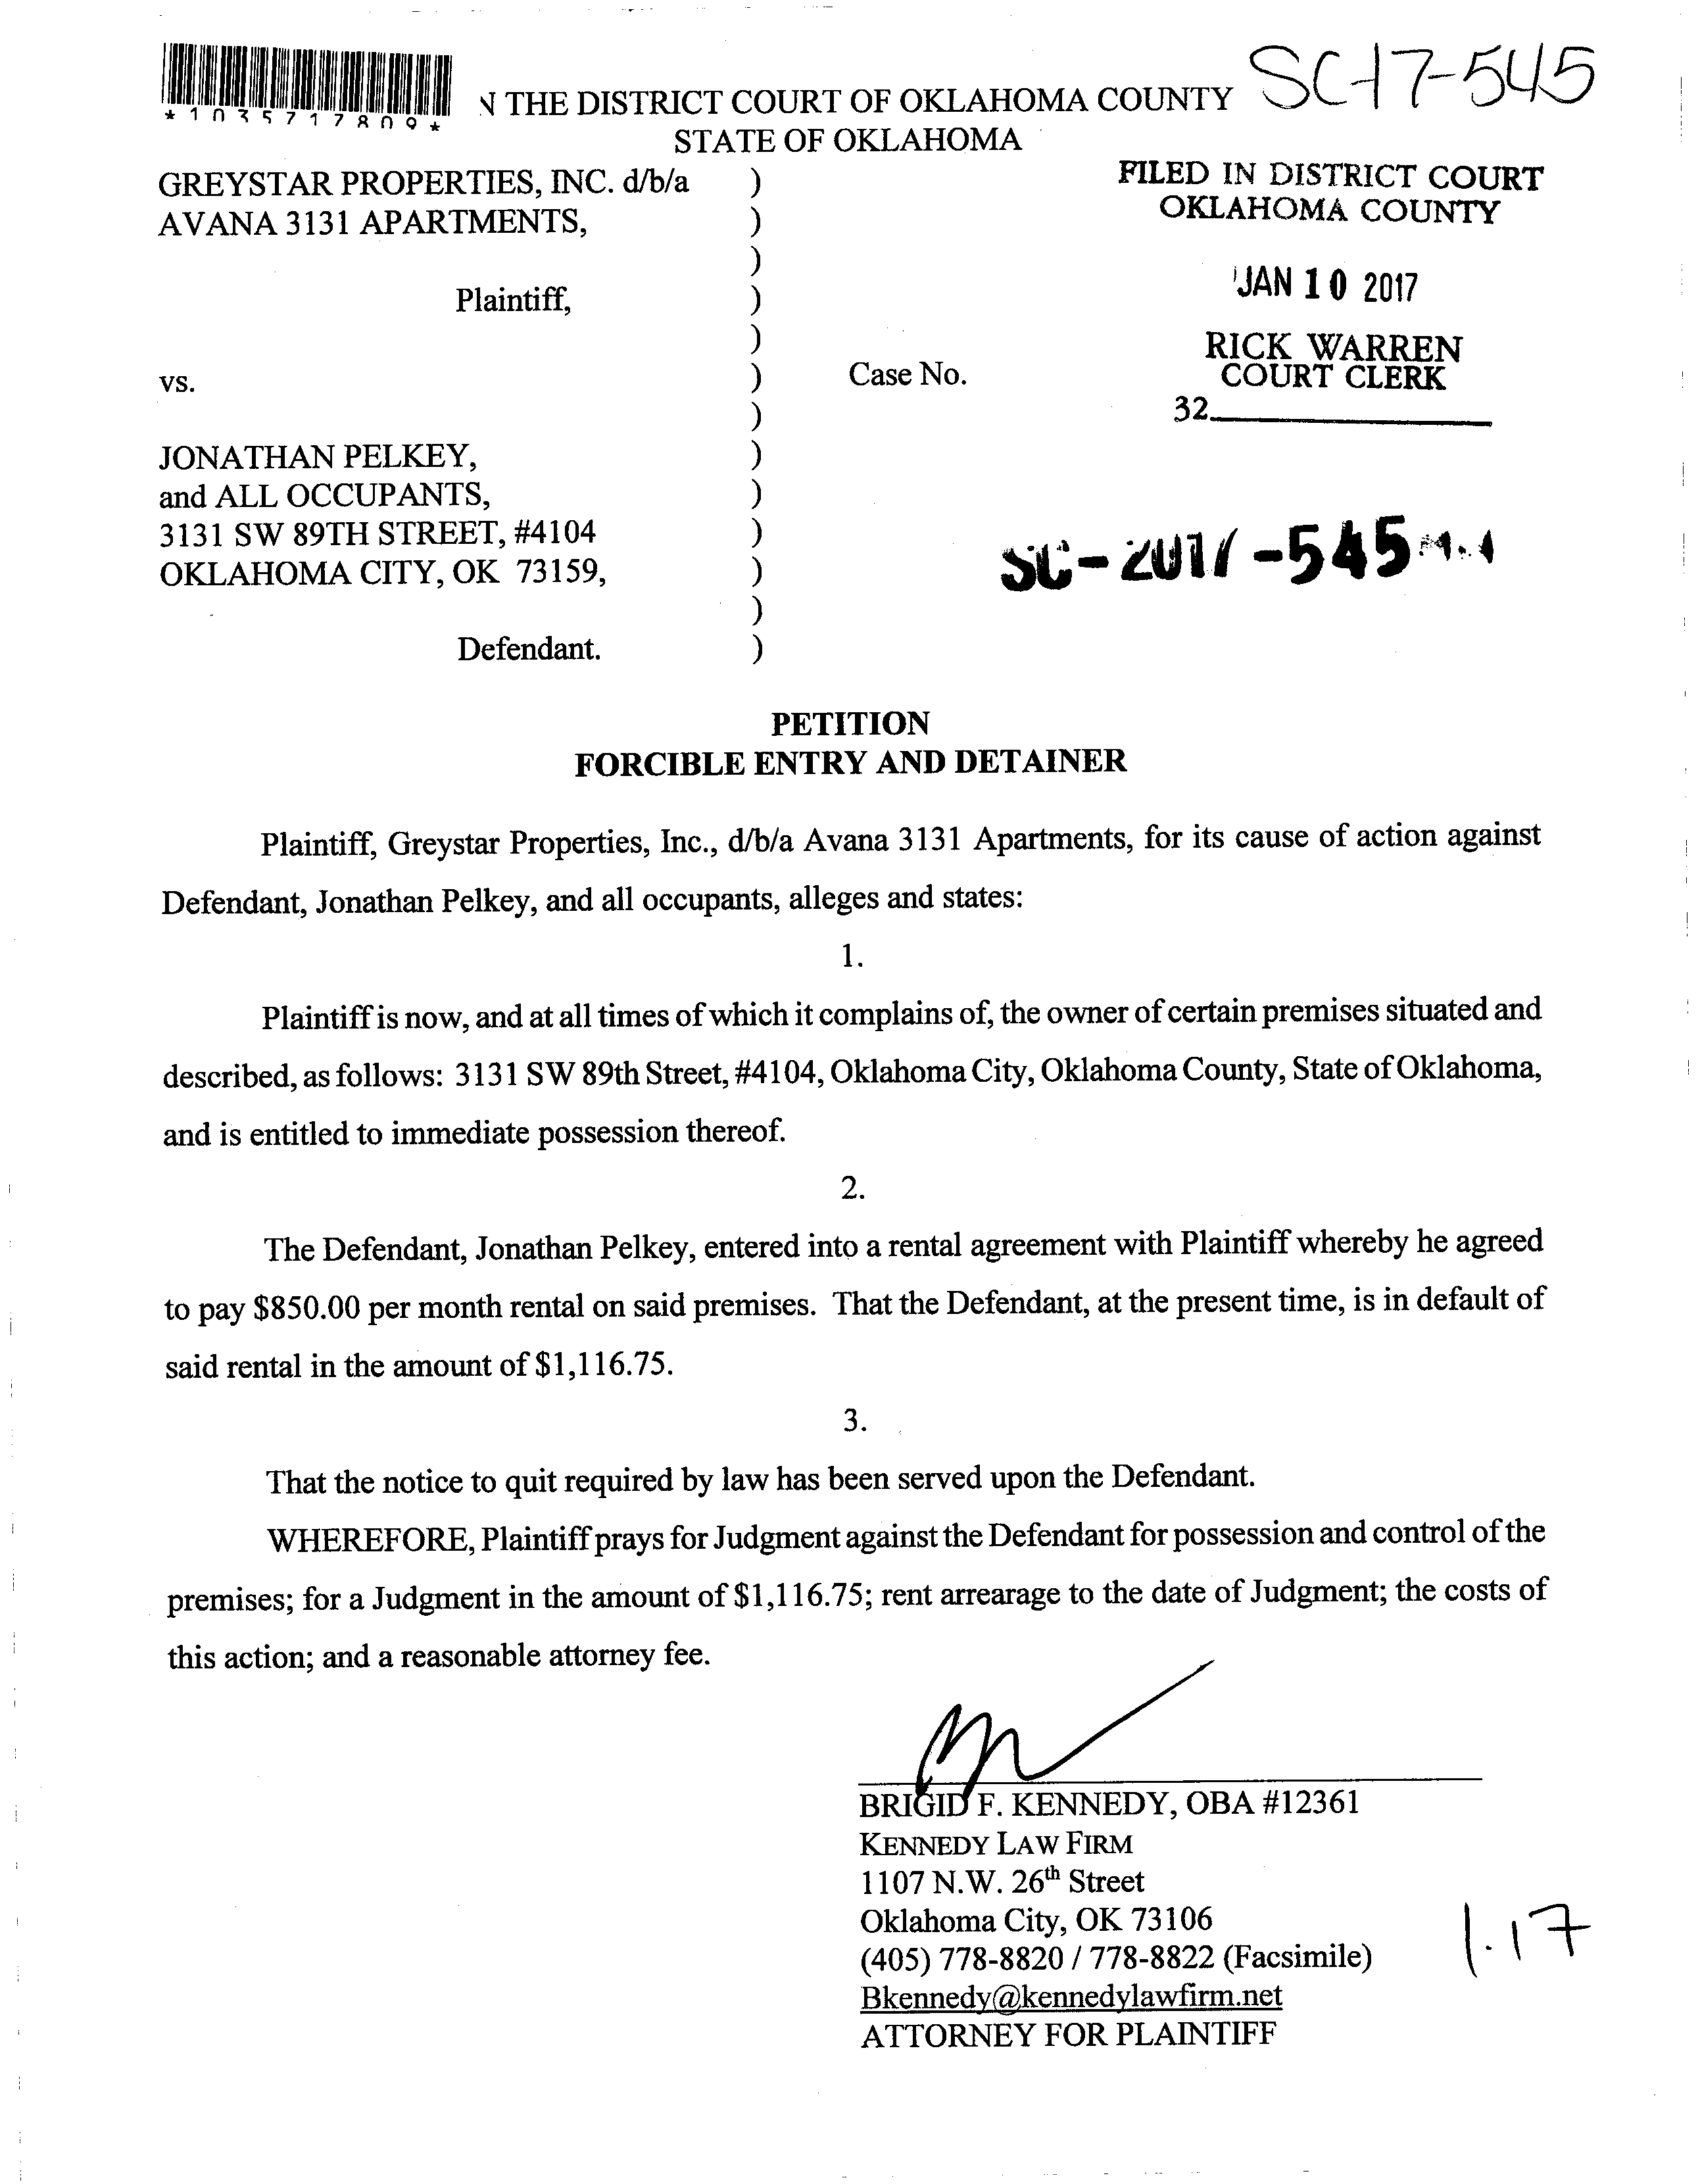 SC-17-545
*1035717809*
N THE DISTRICT COURT OF OKLAHOMA COUNTY
STATE OF OKLAHOMA
GREYSTAR PROPERTIES, INC. d/b/a )
AVANA 3131 APARTMENTS, )
)
Plaintiff, )
)
vs. )
)
JONATHAN PELKEY, )
and ALL OCCUPANTS, )
3131 SW 89TH STREET, #4104 )
OKLAHOMA CITY, OK 73159, )
)
Defendant. )
Case No.
FILED IN DISTRICT COURT
OKLAHOMA COUNTY
JAN 10 2017
RICK WARREN
COURT CLERK
32
SC-2017-545
PETITION
FORCIBLE ENTRY AND DETAINER
Plaintiff, Greystar Properties, Inc., d/b/a Avana 3131 Apartments, for its cause of action against
Defendant, Jonathan Pelkey, and all occupants, alleges and states:
1.
Plaintiff is now, and at all times of which it complains of, the owner of certain premises situated and
described, as follows: 3131 SW 89th Street, #4104, Oklahoma City, Oklahoma County, State of Oklahoma,
and is entitled to immediate possession thereof.
2.
The Defendant, Jonathan Pelkey, entered into a rental agreement with Plaintiff whereby he agreed
to pay $850.00 per month rental on said premises. That the Defendant, at the present time, is in default of
said rental in the amount of $1,116.75.
3.
That the notice to quit required by law has been served upon the Defendant.
WHEREFORE, Plaintiff prays for Judgment against the Defendant for possession and control of the
premises; for a Judgment in the amount of $1,116.75; rent arrearage to the date of Judgment; the costs of
this action; and a reasonable attorney fee.
BRIGID F. KENNEDY, OBA #12361
KENNEDY LAW FIRM
1107 N.W. 26th Street
Oklahoma City, OK 73106
(405) 778-8820 / 778-8822 (Facsimile)
Bkennedy@kennedylawfirm.net
ATTORNEY FOR PLAINTIFF
1.17